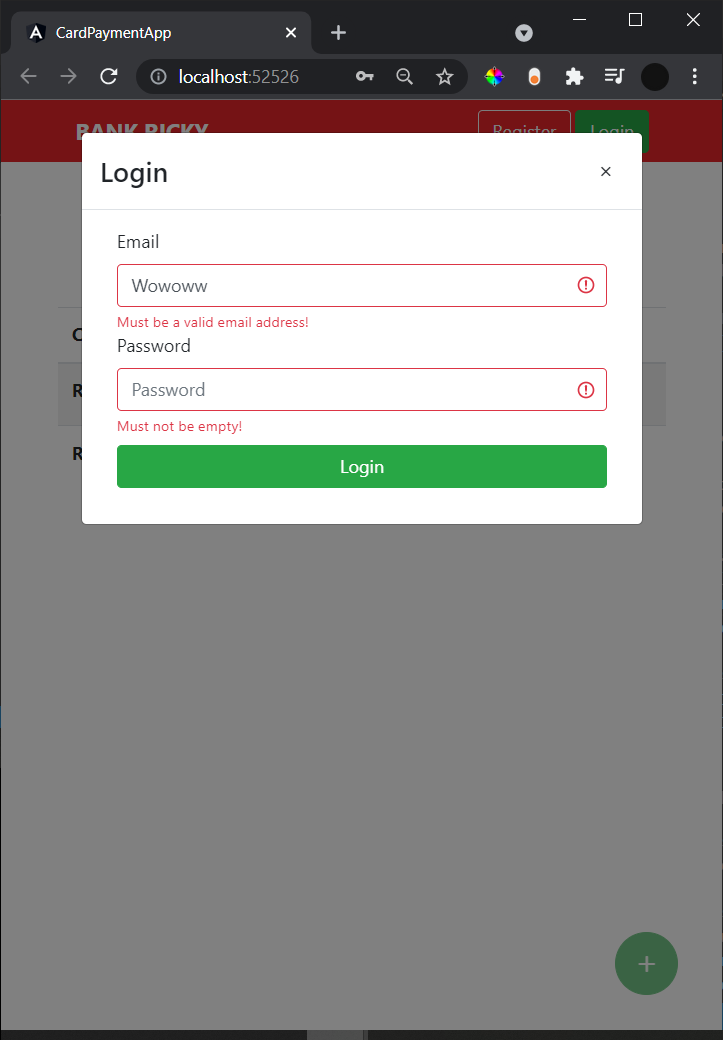 CardPaymentApp
localhost:52526
BANK RICKY
Register
Login
Login
Email
Wowoww
Must be a valid email address!
Password
Password
Must not be empty!
Login